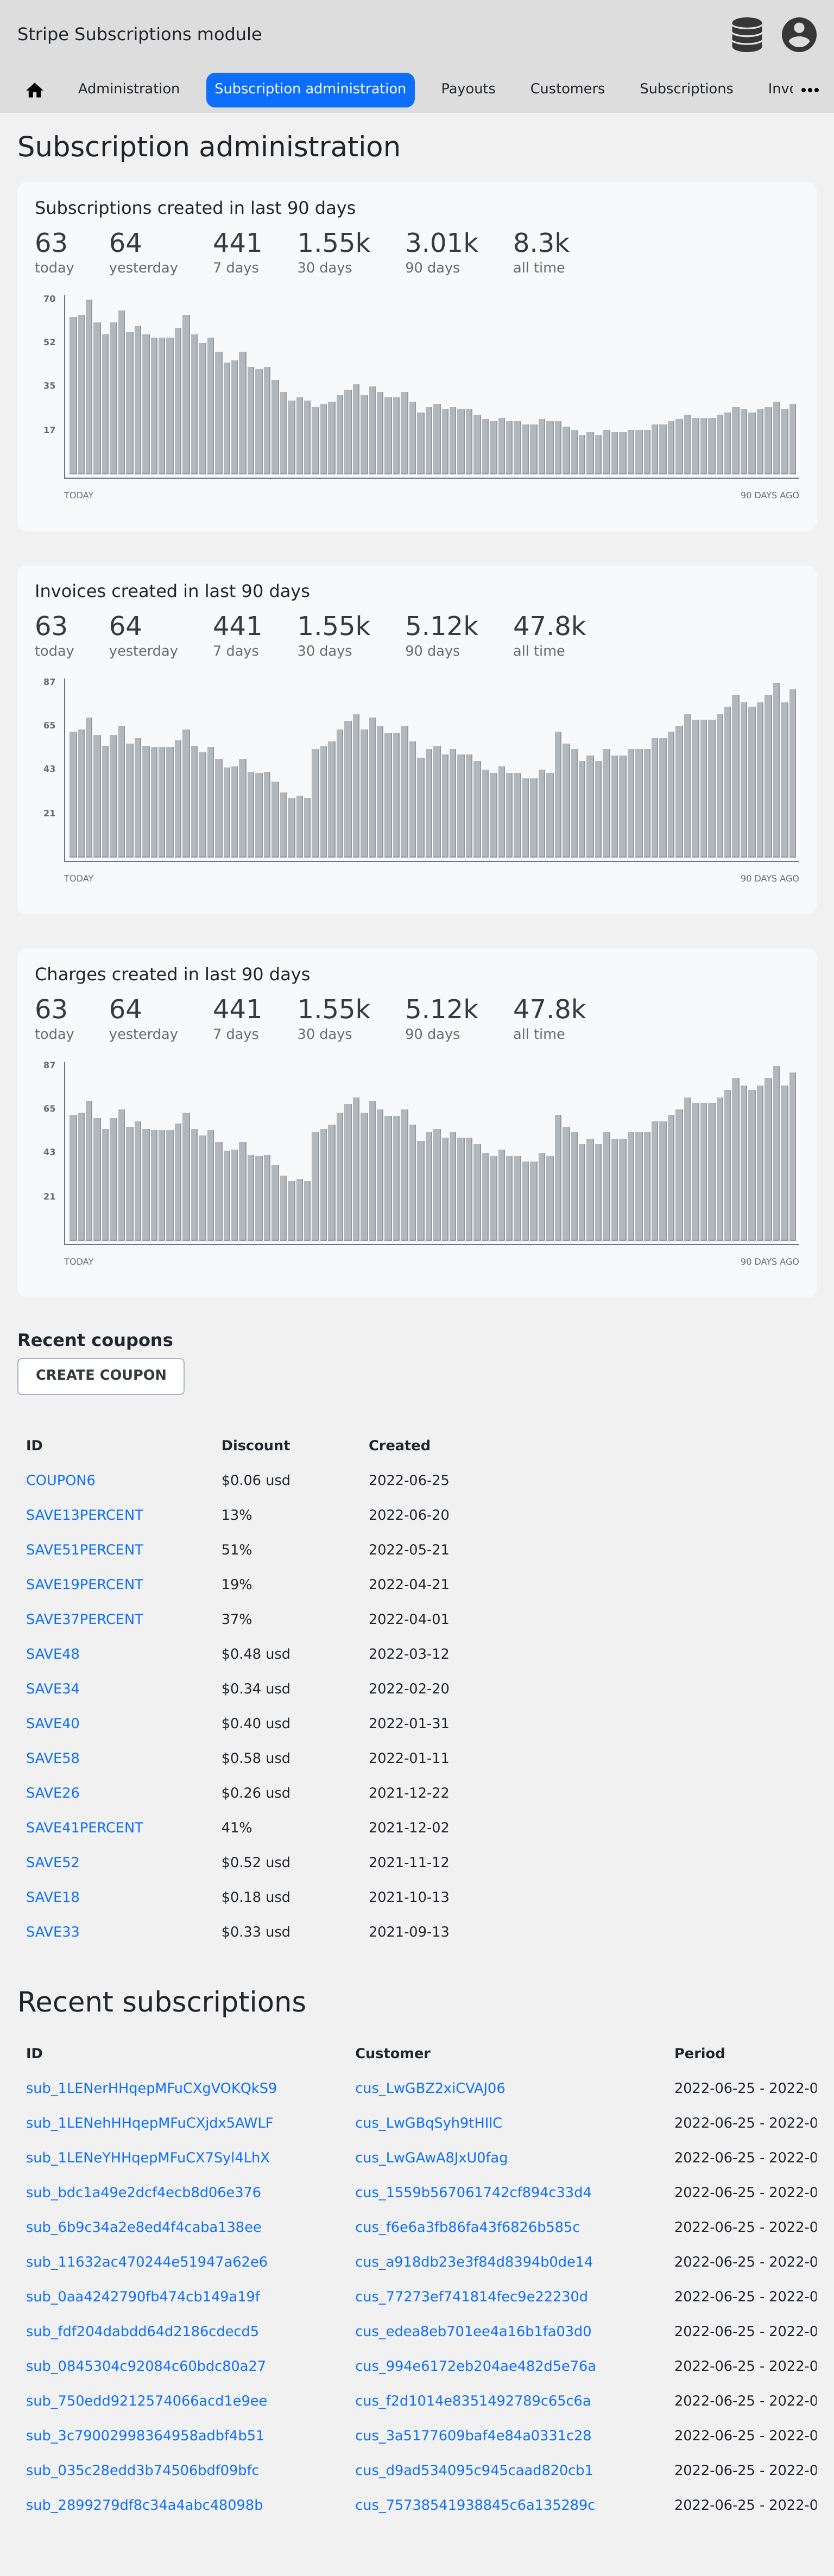 Stripe Subscriptions module
Administration Subscription administration Payouts Customers Subscriptions
Subscription administration
Subscriptions created in last 90 days
63 64 441 1.55k 3.01k 8.3k
today yesterday 7 days 30 days 90 days all time
70
52
35
17
TODAY 90 DAYS AGO
Invoices created in last 90 days
63 64 441 1.55k 5.12k 47.8k
today yesterday 7 days 30 days 90 days all time
87
65
43
21
TODAY 90 DAYS AGO
Charges created in last 90 days
63 64 441 1.55k 5.12k 47.8k
today yesterday 7 days 30 days 90 days all time
87
65
43
21
TODAY 90 DAYS AGO
Recent coupons
CREATE COUPON
ID Discount Created
COUPON6 $0.06 usd 2022-06-25
SAVE13PERCENT 13% 2022-06-20
SAVE51PERCENT 51% 2022-05-21
SAVE19PERCENT 19% 2022-04-21
SAVE37PERCENT 37% 2022-04-01
SAVE48 $0.48 usd 2022-03-12
SAVE34 $0.34 usd 2022-02-20
SAVE40 $0.40 usd 2022-01-31
SAVE58 $0.58 usd 2022-01-11
SAVE26 $0.26 usd 2021-12-22
SAVE41PERCENT 41% 2021-12-02
SAVE52 $0.52 usd 2021-11-12
SAVE18 $0.18 usd 2021-10-13
SAVE33 $0.33 usd 2021-09-13
Recent subscriptions
ID Customer Period
sub_1LENerHHqepMFuCXgVOKQkS9 cus_LwGBZ2xiCVAJ06 2022-06-25 - 2022-0
sub_1LENehHHqepMFuCXjdx5AWLF cus_LwGBqSyh9tHllC 2022-06-25 - 2022-0
sub_1LENeYHHqepMFuCX7Syl4LhX cus_LwGAwA8JxU0fag 2022-06-25 - 2022-0
sub_bdc1a49e2dcf4ecb8d06e376 cus_1559b567061742cf894c33d4 2022-06-25 - 2022-0
sub_6b9c34a2e8ed4f4caba138ee cus_f6e6a3fb86fa43f6826b585c 2022-06-25 - 2022-0
sub_11632ac470244e51947a62e6 cus_a918db23e3f84d8394b0de14 2022-06-25 - 2022-0
sub_0aa4242790fb474cb149a19f cus_77273ef741814fec9e22230d 2022-06-25 - 2022-0
sub_fdf204dabdd64d2186cdecd5 cus_edea8eb701ee4a16b1fa03d0 2022-06-25 - 2022-0
sub_0845304c92084c60bdc80a27 cus_994e6172eb204ae482d5e76a 2022-06-25 - 2022-0
sub_750edd9212574066acd1e9ee cus_f2d1014e8351492789c65c6a 2022-06-25 - 2022-0
sub_3c79002998364958adbf4b51 cus_3a5177609baf4e84a0331c28 2022-06-25 - 2022-0
sub_035c28edd3b74506bdf09bfc cus_d9ad534095c945caad820cb1 2022-06-25 - 2022-0
sub_2899279df8c34a4abc48098b cus_75738541938845c6a135289c 2022-06-25 - 2022-0